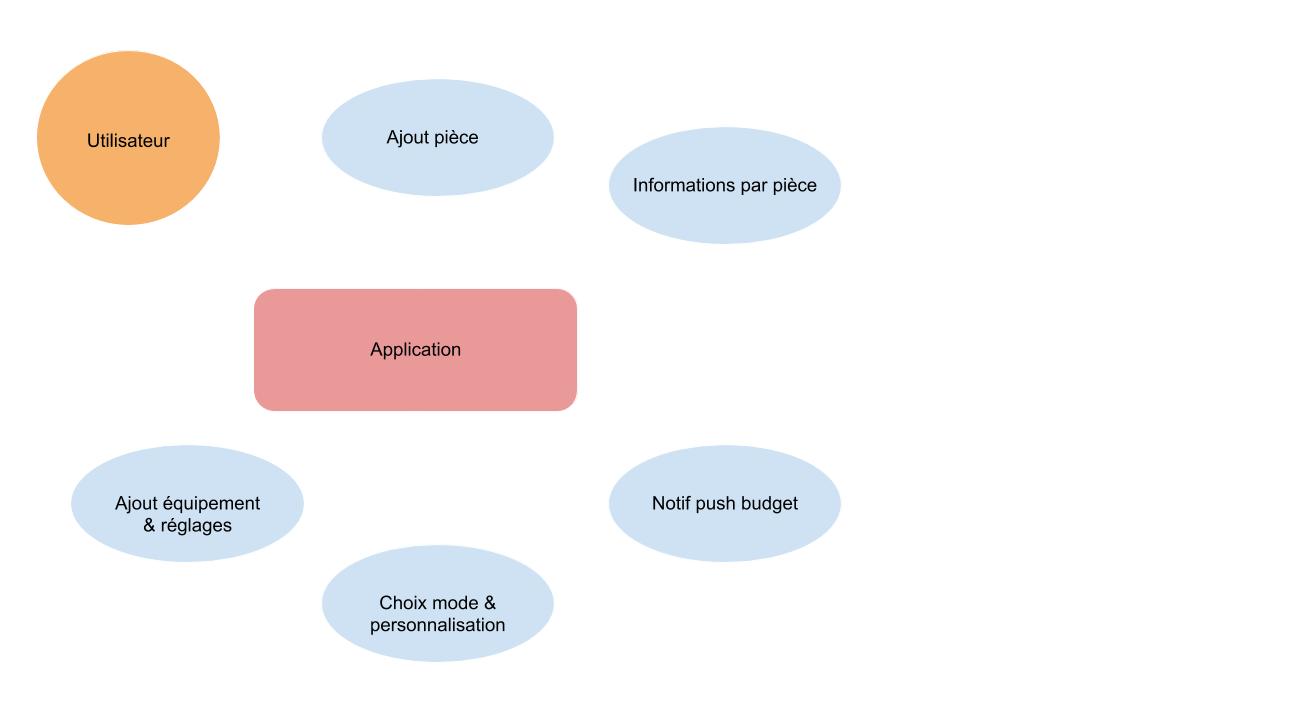 Utilisateur
Ajout pièce
Informations par pièce
Application
Ajout équipement
& réglages
Notif push budget
Choix mode &
personnalisation